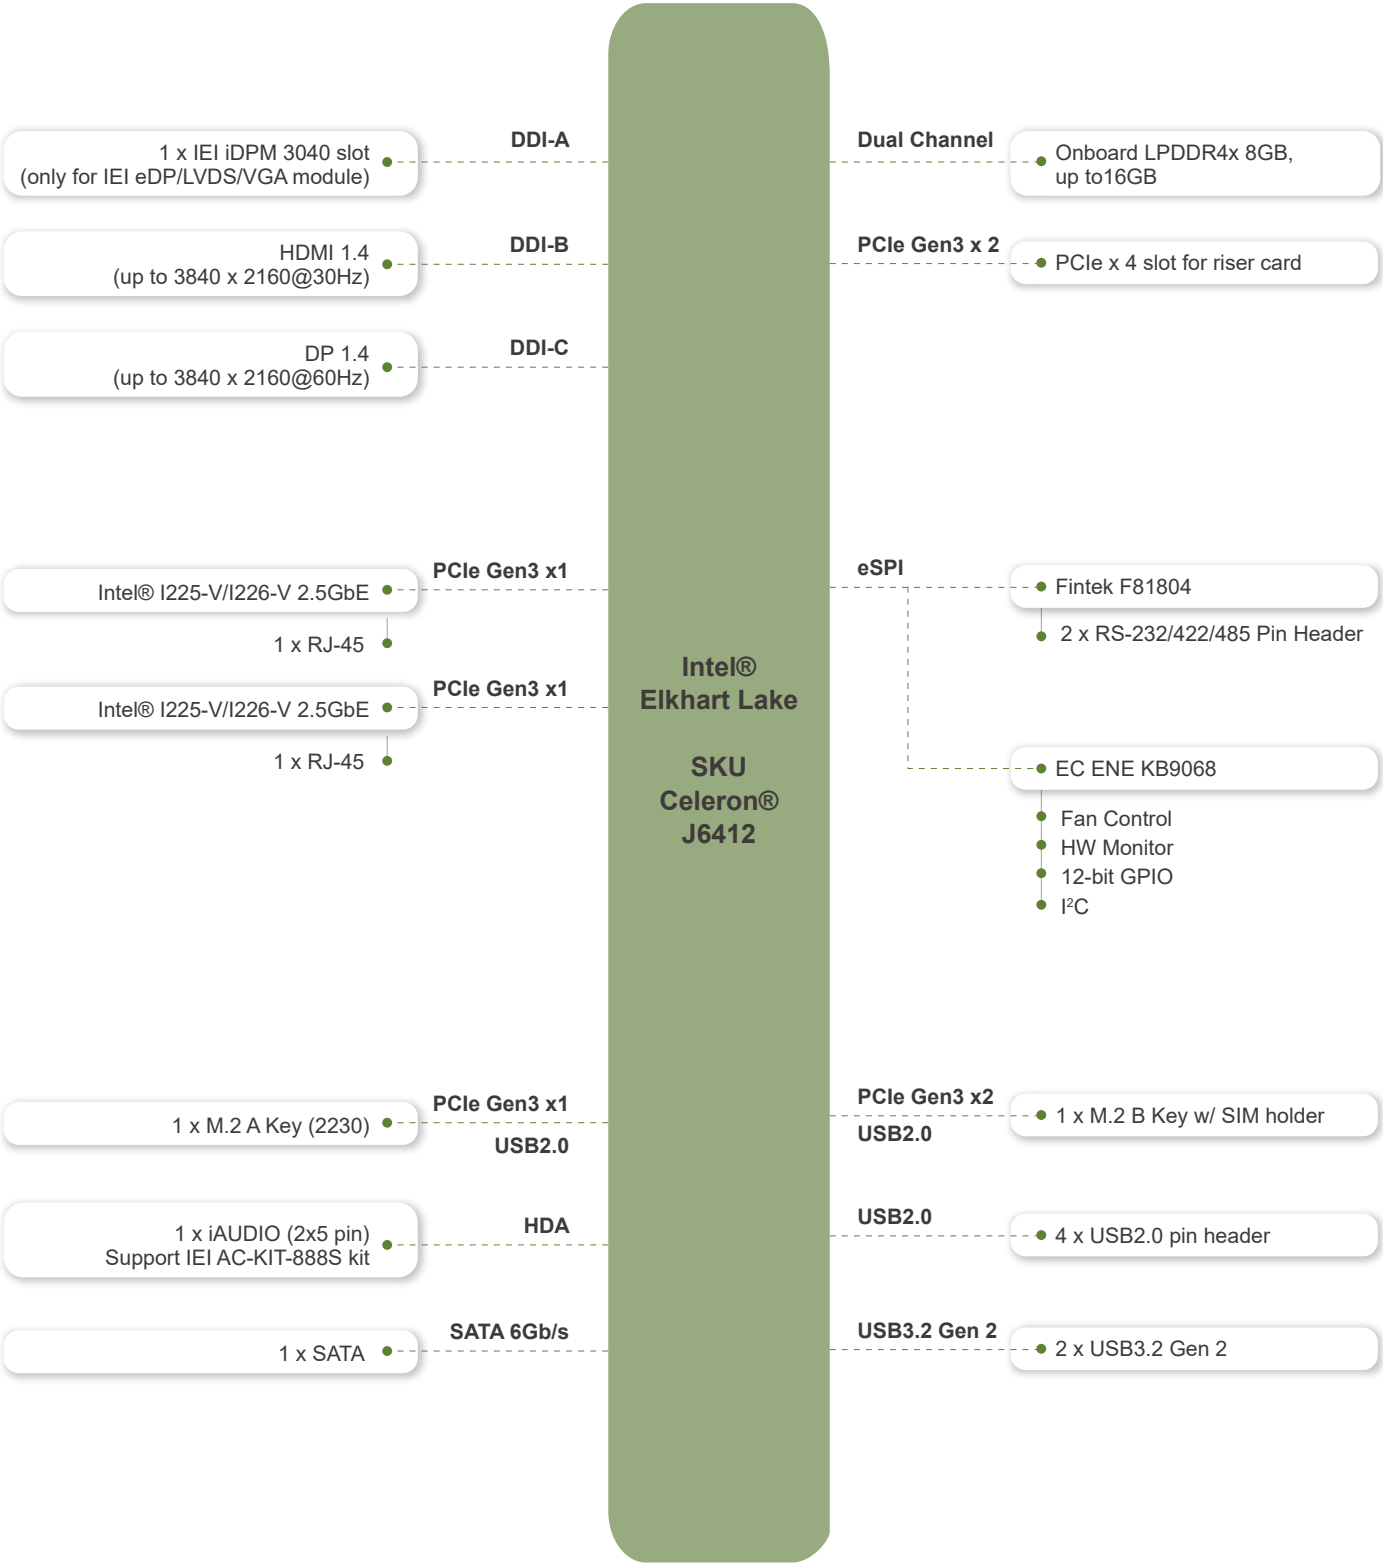 DDI-A
1 x IEI iDPM 3040 slot
(only for IEI eDP/LVDS/VGA module)
DDI-B
HDMI 1.4
(up to 3840 x 2160@30Hz)
DDI-C
DP 1.4
(up to 3840 x 2160@60Hz)
PCIe Gen3 x1
Intel® I225-V/I226-V 2.5GbE
1 x RJ-45
PCIe Gen3 x1
Intel® I225-V/I226-V 2.5GbE
1 x RJ-45
PCIe Gen3 x1
1 x M.2 A Key (2230)
USB2.0
HDA
1 x iAUDIO (2x5 pin)
Support IEI AC-KIT-888S kit
SATA 6Gb/s
1 x SATA
Intel®
Elkhart Lake
SKU
Celeron®
J6412
Dual Channel
Onboard LPDDR4x 8GB,
up to16GB
PCIe Gen3 x 2
PCIe x 4 slot for riser card
eSPI
Fintek F81804
2 x RS-232/422/485 Pin Header
EC ENE KB9068
Fan Control
HW Monitor
12-bit GPIO
I²C
PCIe Gen3 x2
1 x M.2 B Key w/ SIM holder
USB2.0
USB2.0
4 x USB2.0 pin header
USB3.2 Gen 2
2 x USB3.2 Gen 2